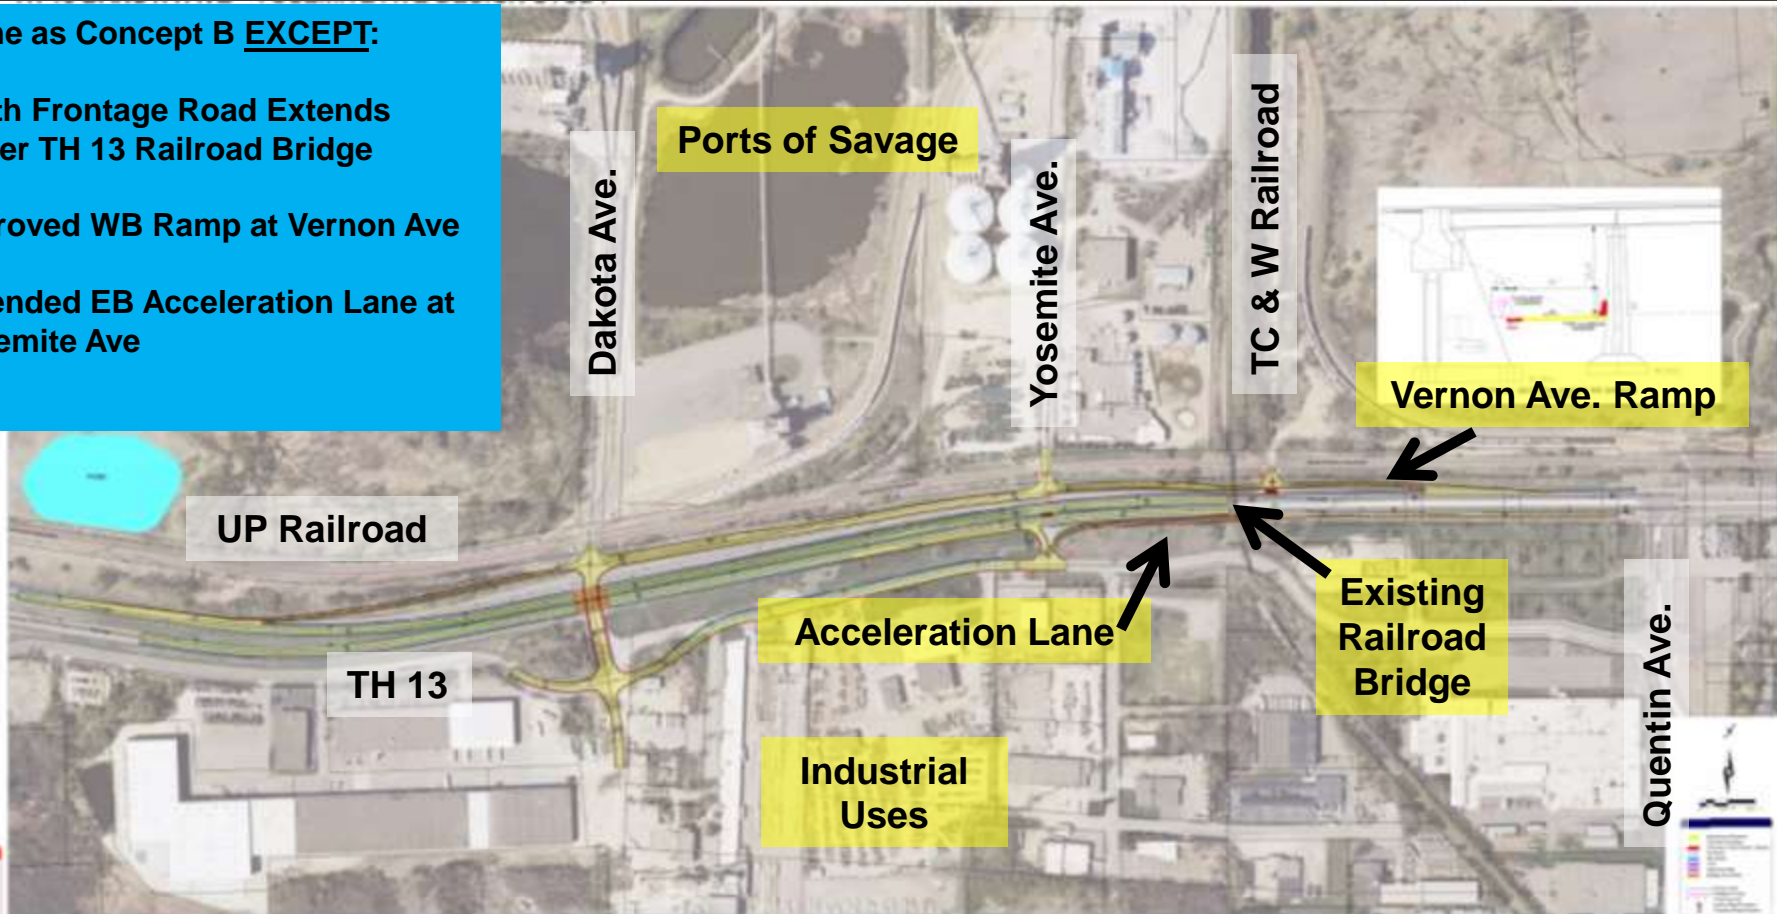 ne as Concept B EXCEPT:
th Frontage Road Extends
er TH 13 Railroad Bridge
roved WB Ramp at Vernon Ave
ended EB Acceleration Lane at
emite Ave
Ports of Savage
Dakota Ave.
Yosemite Ave.
TC & W Railroad
Vernon Ave. Ramp
UP Railroad
Acceleration Lane
Existing
Railroad
Bridge
TH 13
Industrial
Uses
Quentin Ave.